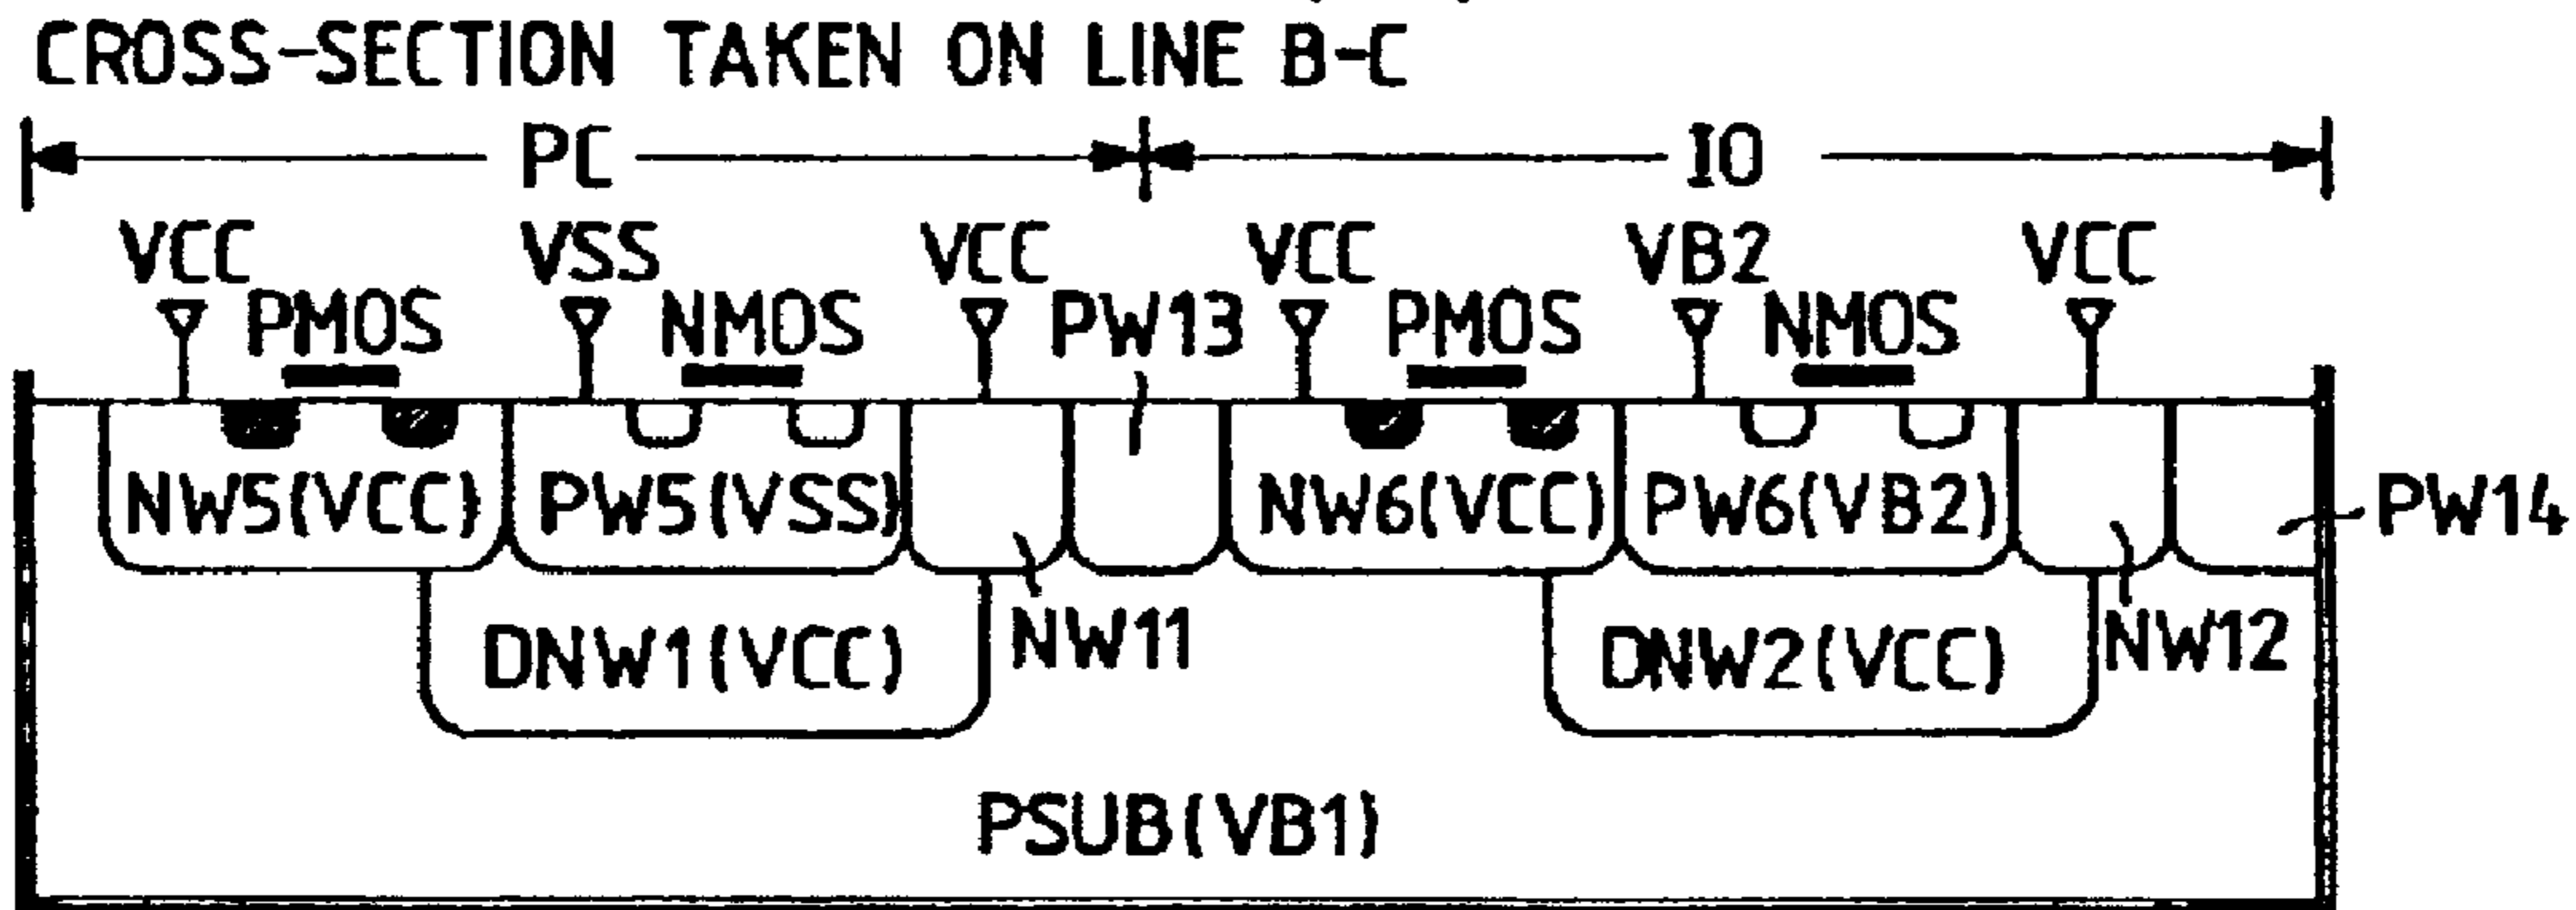 CROSS-SECTION TAKEN ON LINE B-C
PC IO
VCC VSS VCC VCC VB2 VCC
PMOS NMOS PW13 PMOS NMOS
NW5(VCC) PW5(VSS) NW6(VCC) PW6(VB2) PW14
DNW1(VCC) NW11 DNW2(VCC) NW12
PSUB(VB1)